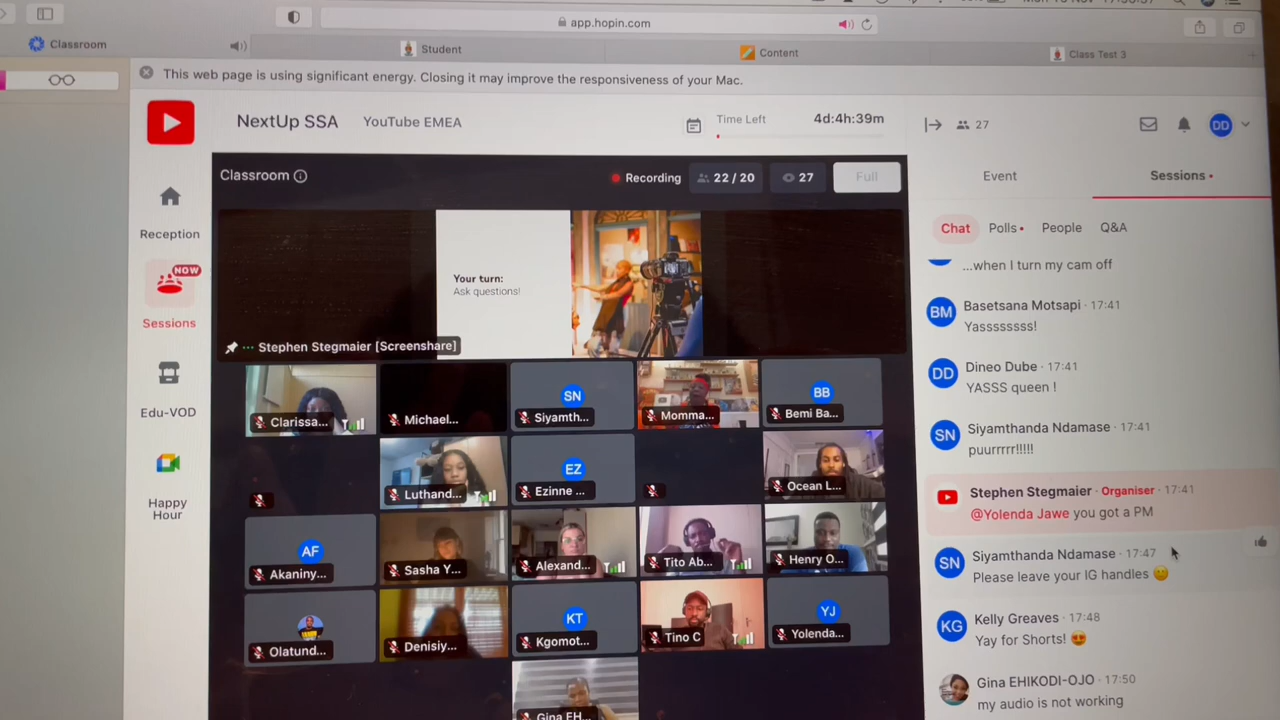 app.hopin.com
Classroom
Student
Content
Class Test 3
This web page is using significant energy. Closing it may improve the responsiveness of your Mac.
NextUp SSA
YouTube EMEA
Time Left
4d:4h:39m
27
DD
Reception
NOW
Sessions
Edu-VOD
Happy
Hour
Classroom
Recording
22 / 20
27
Full
Your turn:
Ask questions!
Stephen Stegmaier [Screenshare]
Clarissa...
Michael...
SN
Siyamth...
Momma...
BB
Bemi Ba...
Luthand...
EZ
Ezinne ...
Ocean L...
AF
Akaniny...
Sasha Y...
Alexand...
Tito Ab...
Henry O...
Olatund...
Denisiy...
KT
Kgomot...
Tino C
YJ
Yolenda...
Gina EH...
Event
Sessions
Chat
Polls
People
Q&A
...when I turn my cam off
BM
Basetsana Motsapi · 17:41
Yassssssss!
DD
Dineo Dube · 17:41
YASSS queen !
SN
Siyamthanda Ndamase · 17:41
puurrrrr!!!!!
Stephen Stegmaier · Organiser · 17:41
@Yolenda Jawe you got a PM
SN
Siyamthanda Ndamase · 17:47
Please leave your IG handles 🙂
KG
Kelly Greaves · 17:48
Yay for Shorts! 😍
Gina EHIKODI-OJO · 17:50
my audio is not working